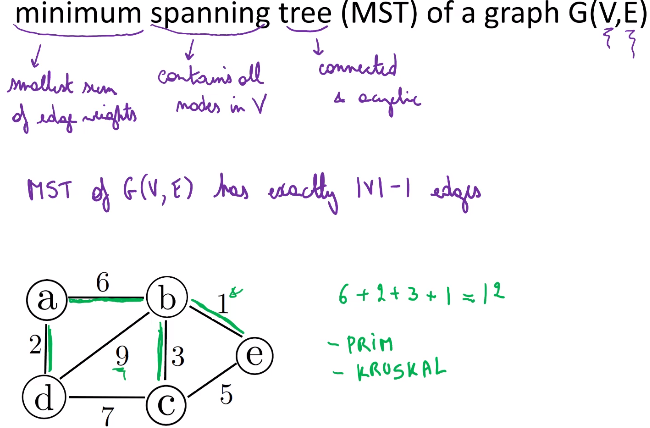 minimum spanning tree (MST) of a graph G(V,E)
smallest sum of edge weights
contains all nodes in V
connected & acyclic
MST of G(V, E) has exactly |V|-1 edges
a 6 b 1
2 9 3 e
d 7 c 5
6+2+3+1=12
- PRIM
- KRUSKAL